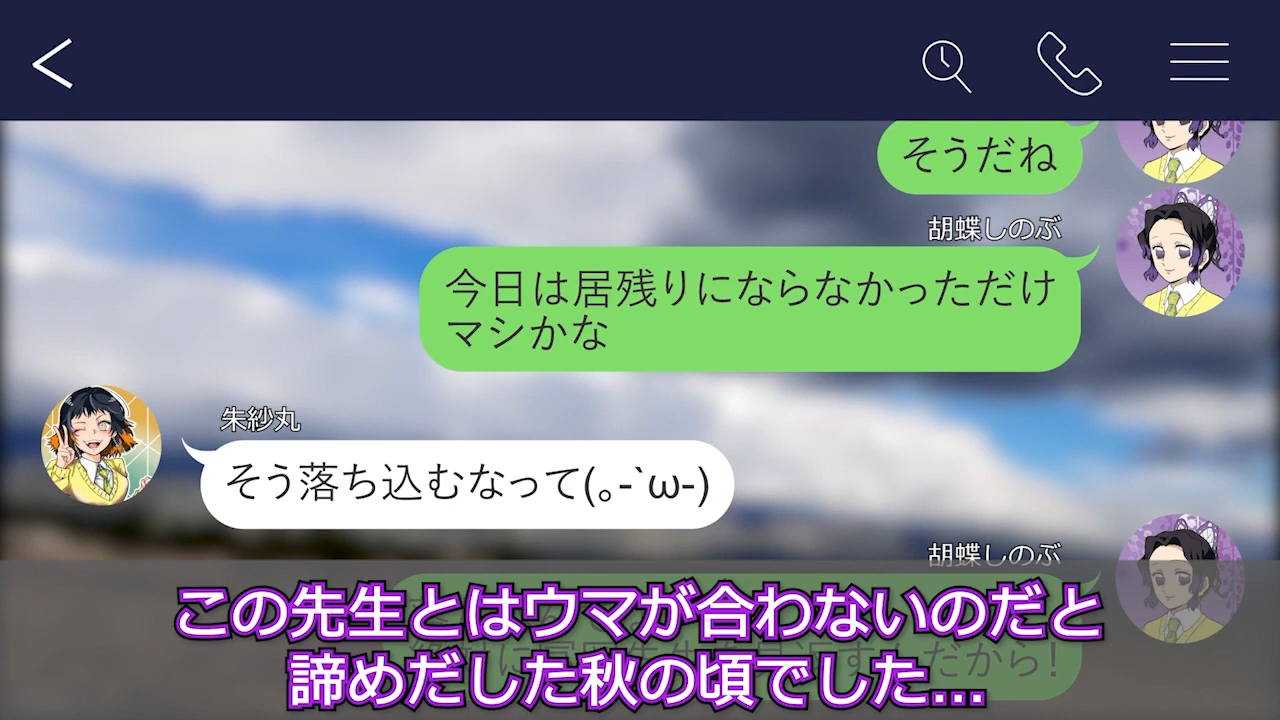 そうだね
胡蝶しのぶ
今日は居残りにならなかっただけ
マシかな
朱紗丸
そう落ち込むなって(｡-`ω-)
胡蝶しのぶ
だから！
この先生とはウマが合わないのだと
諦めだした秋の頃でした...